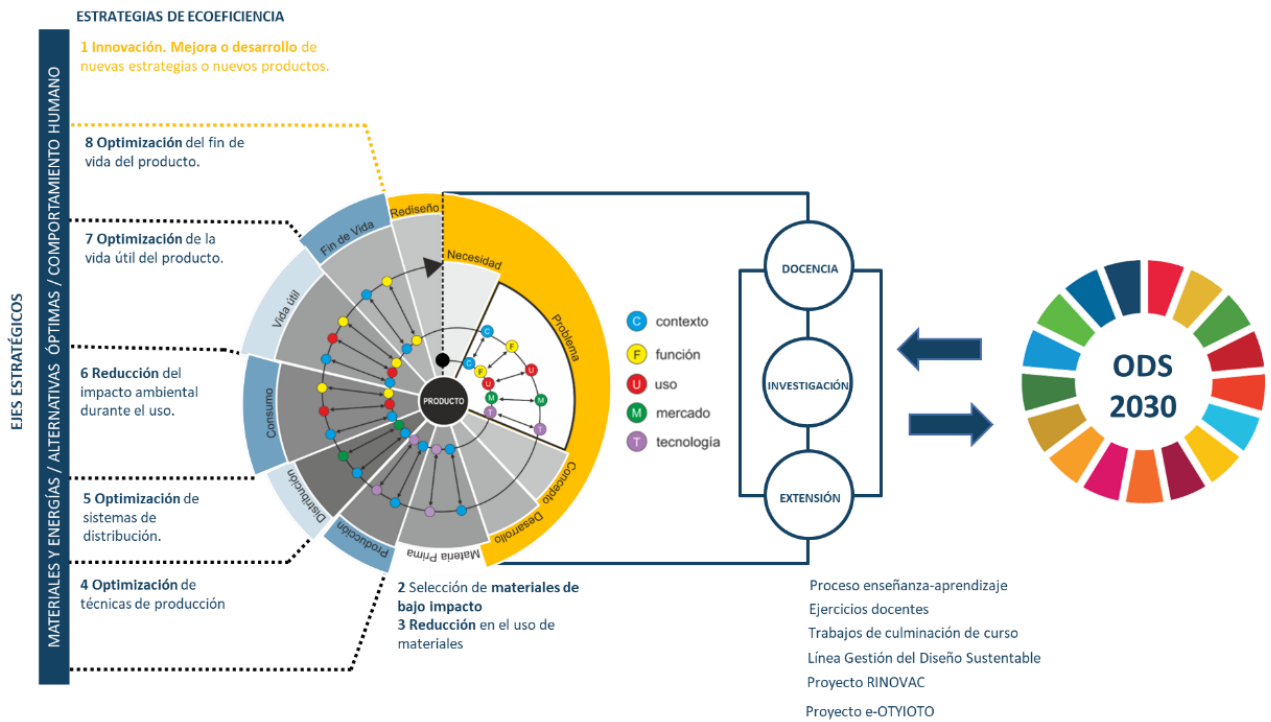 ESTRATEGIAS DE ECOEFICIENCIA
EJES ESTRATÉGICOS
MATERIALES Y ENERGÍAS / ALTERNATIVAS ÓPTIMAS / COMPORTAMIENTO HUMANO
1 Innovación. Mejora o desarrollo de
nuevas estrategias o nuevos productos.
8 Optimización del fin de
vida del producto.
7 Optimización de la
vida útil del producto.
6 Reducción del
impacto ambiental
durante el uso.
5 Optimización de
sistemas de
distribución.
4 Optimización de
técnicas de producción
2 Selección de materiales de
bajo impacto
3 Reducción en el uso de
materiales
Rediseño
Necesidad
Problema
Concepto
Desarrollo
Materia Prima
Producción
Distribución
Consumo
Vida útil
Fin de Vida
PRODUCTO
C
F
U
M
T
C
F
U
M
T
C contexto
F función
U uso
M mercado
T tecnología
DOCENCIA
INVESTIGACIÓN
EXTENSIÓN
ODS
2030
Proceso enseñanza-aprendizaje
Ejercicios docentes
Trabajos de culminación de curso
Línea Gestión del Diseño Sustentable
Proyecto RINOVAC
Proyecto e-OTYIOTO